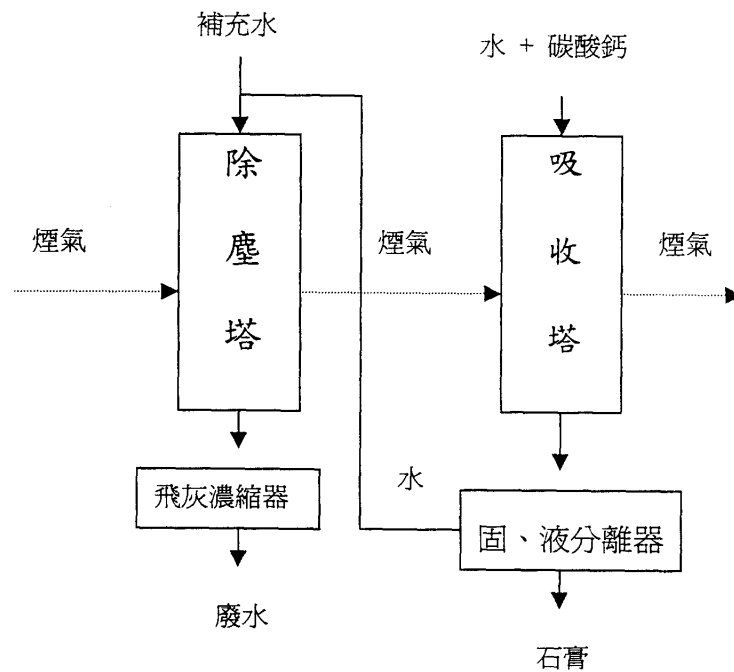 補充水
水 + 碳酸鈣
除塵塔
吸收塔
煙氣
煙氣
煙氣
飛灰濃縮器
水
固、液分離器
廢水
石膏